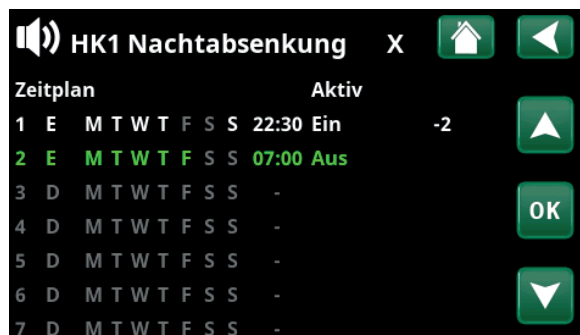 HK1 Nachtabsenkung X
Zeitplan Aktiv
1 E M T W T F S S 22:30 Ein -2
2 E M T W T F S S 07:00 Aus
3 D M T W T F S S -
4 D M T W T F S S -
OK
5 D M T W T F S S -
6 D M T W T F S S -
7 D M T W T F S S